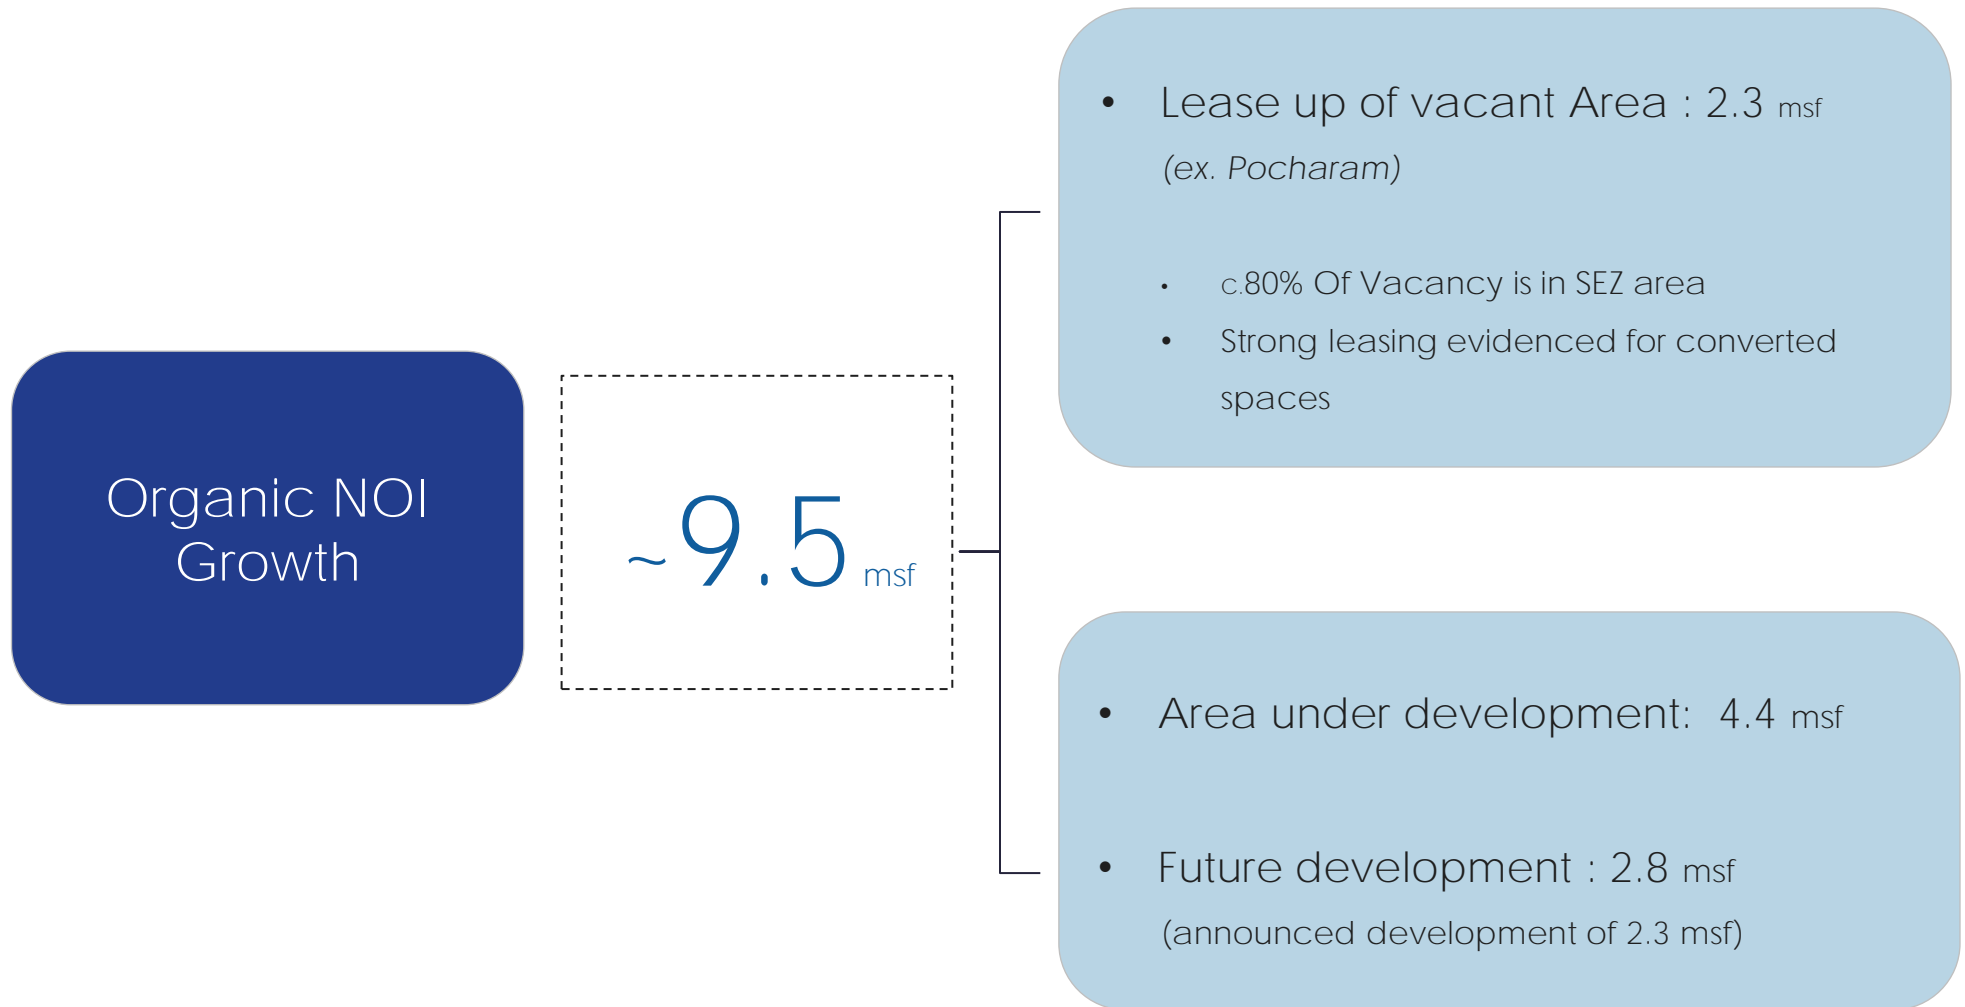 Organic NOI
Growth
~9.5 msf
• Lease up of vacant Area : 2.3 msf
(ex. Pocharam)
• c.80% Of Vacancy is in SEZ area
• Strong leasing evidenced for converted
spaces
• Area under development: 4.4 msf
• Future development : 2.8 msf
(announced development of 2.3 msf)